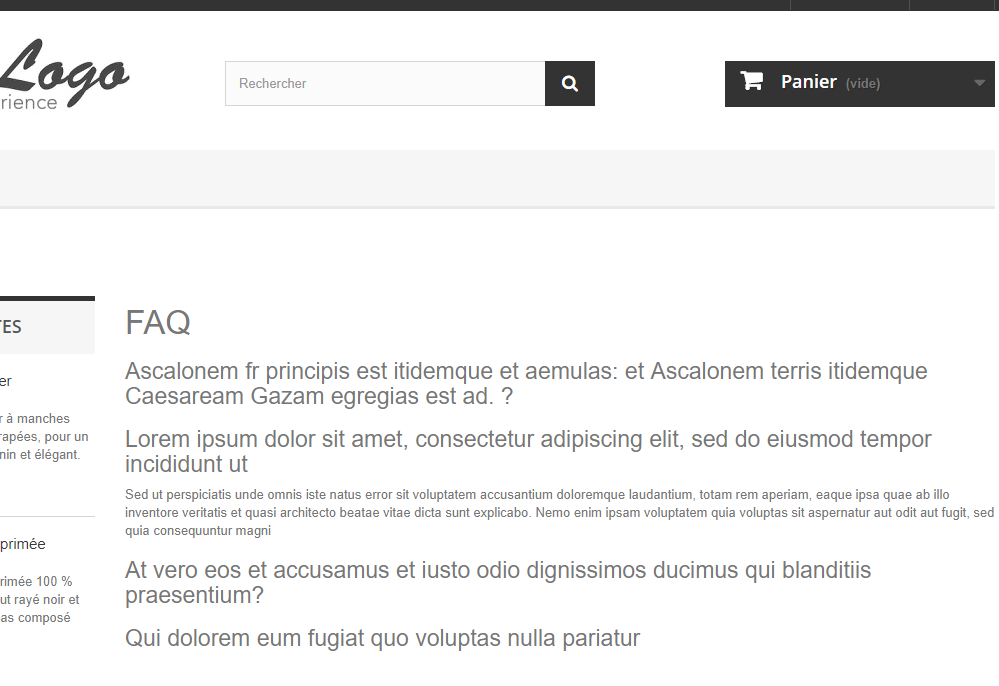 Logo
rience
Rechercher
Panier (vide)
TES
er
r à manches
rapées, pour un
nin et élégant.
primée
rimée 100 %
ut rayé noir et
as composé
FAQ
Ascalonem fr principis est itidemque et aemulas: et Ascalonem terris itidemque
Caesaream Gazam egregias est ad. ?
Lorem ipsum dolor sit amet, consectetur adipiscing elit, sed do eiusmod tempor
incididunt ut
Sed ut perspiciatis unde omnis iste natus error sit voluptatem accusantium doloremque laudantium, totam rem aperiam, eaque ipsa quae ab illo
inventore veritatis et quasi architecto beatae vitae dicta sunt explicabo. Nemo enim ipsam voluptatem quia voluptas sit aspernatur aut odit aut fugit, sed
quia consequuntur magni
At vero eos et accusamus et iusto odio dignissimos ducimus qui blanditiis
praesentium?
Qui dolorem eum fugiat quo voluptas nulla pariatur